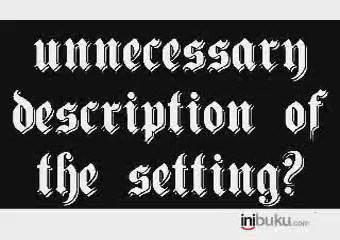 unnecessary
description of
the setting?
inibuku.com